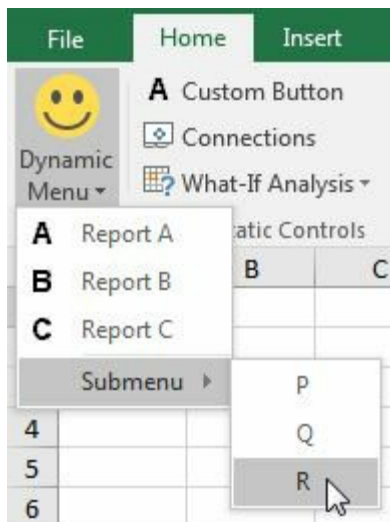 File Home Insert
A Custom Button
Connections
Dynamic
Menu
What-If Analysis
A Report A
B Report B
C Report C
Submenu
atic Controls
B C
P
Q
R
4
5
6